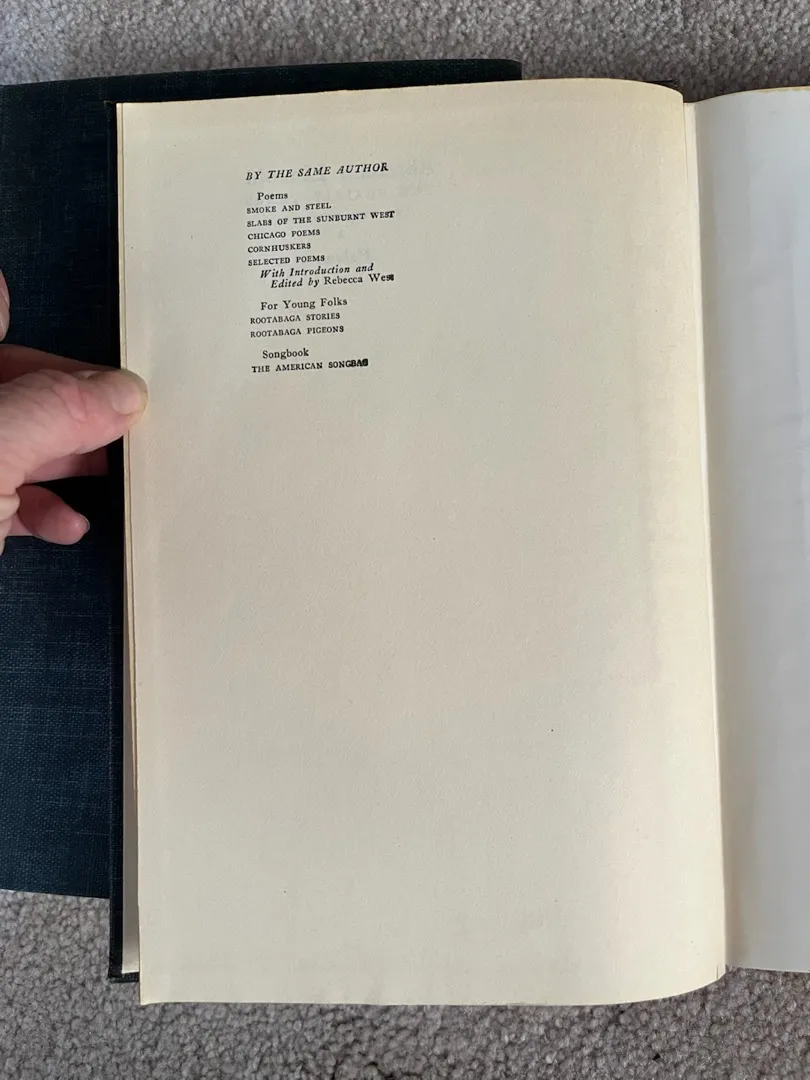 BY THE SAME AUTHOR
Poems
SMOKE AND STEEL
SLABS OF THE SUNBURNT WEST
CHICAGO POEMS
CORNHUSKERS
SELECTED POEMS
With Introduction and
Edited by Rebecca West
For Young Folks
ROOTABAGA STORIES
ROOTABAGA PIGEONS
Songbook
THE AMERICAN SONGBAG